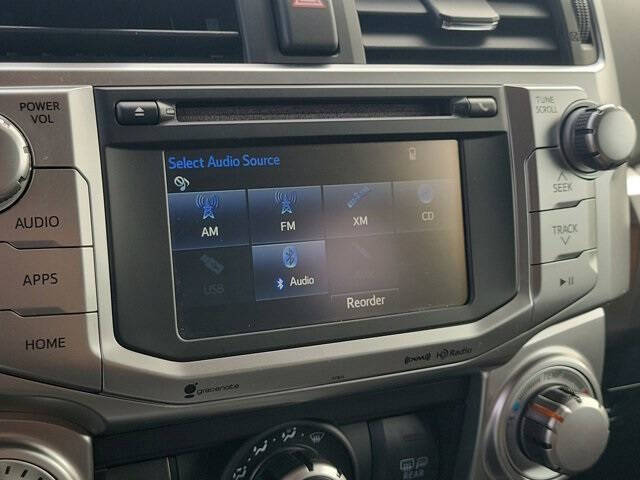 POWER
VOL
AUDIO
APPS
HOME
Select Audio Source
AM
FM
XM
CD
USB
Audio
Reorder
TUNE
SCROLL
SEEK
TRACK
gracenote
HD Radio
REAR